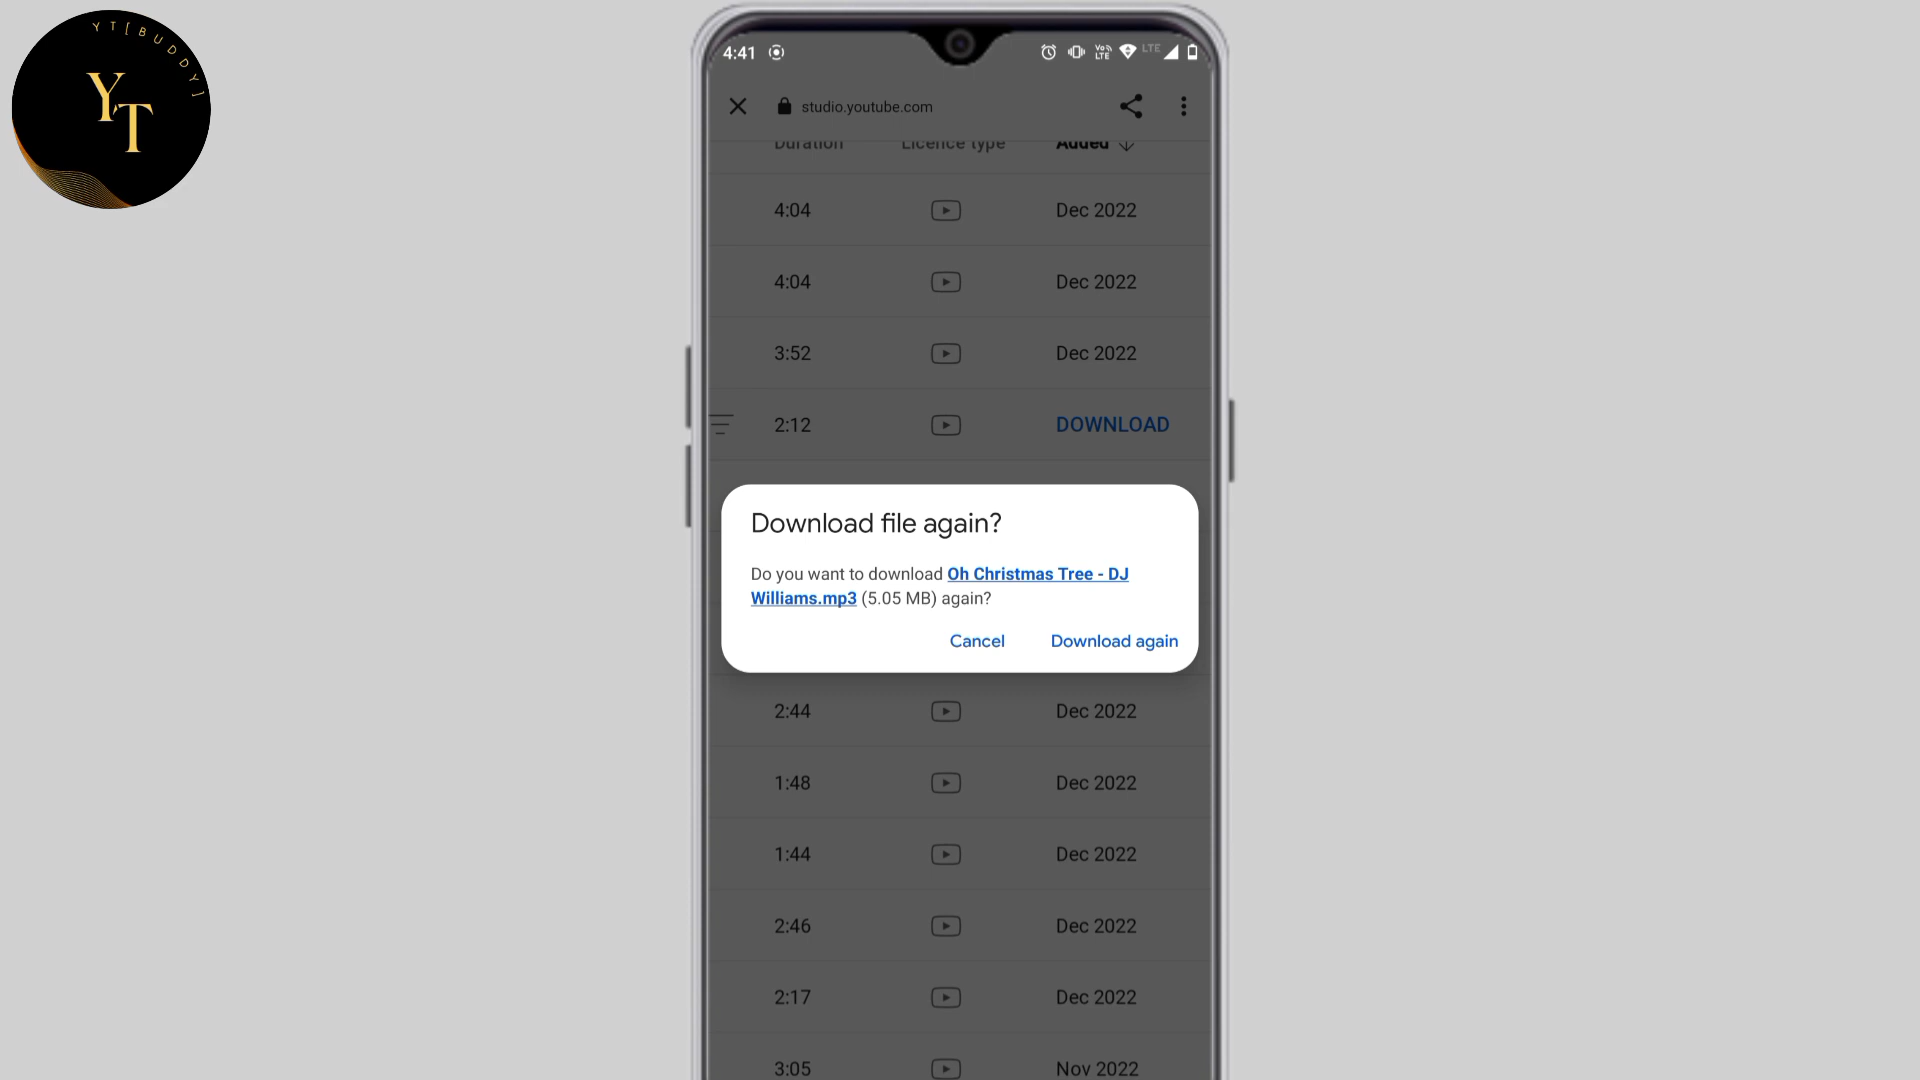 YT[BUDDY]
YT
4:41
Vo)) LTE
LTE
studio.youtube.com
Duration Licence type Added
4:04 Dec 2022
4:04 Dec 2022
3:52 Dec 2022
2:12 DOWNLOAD
Download file again?
Do you want to download Oh Christmas Tree - DJ
Williams.mp3 (5.05 MB) again?
Cancel Download again
2:44 Dec 2022
1:48 Dec 2022
1:44 Dec 2022
2:46 Dec 2022
2:17 Dec 2022
3:05 Nov 2022